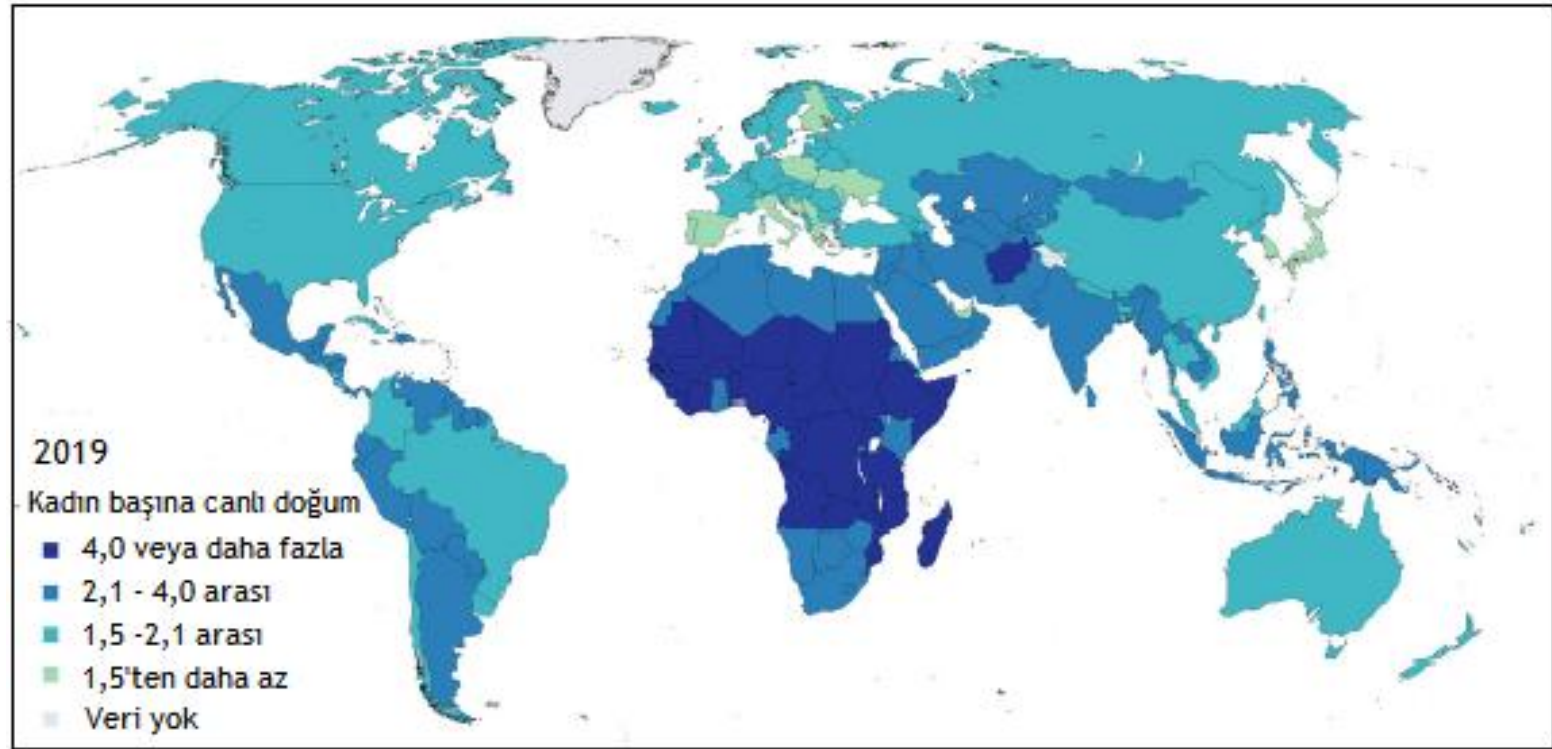 2019
Kadın başına canlı doğum
4,0 veya daha fazla
2,1 - 4,0 arası
1,5 -2,1 arası
1,5'ten daha az
Veri yok